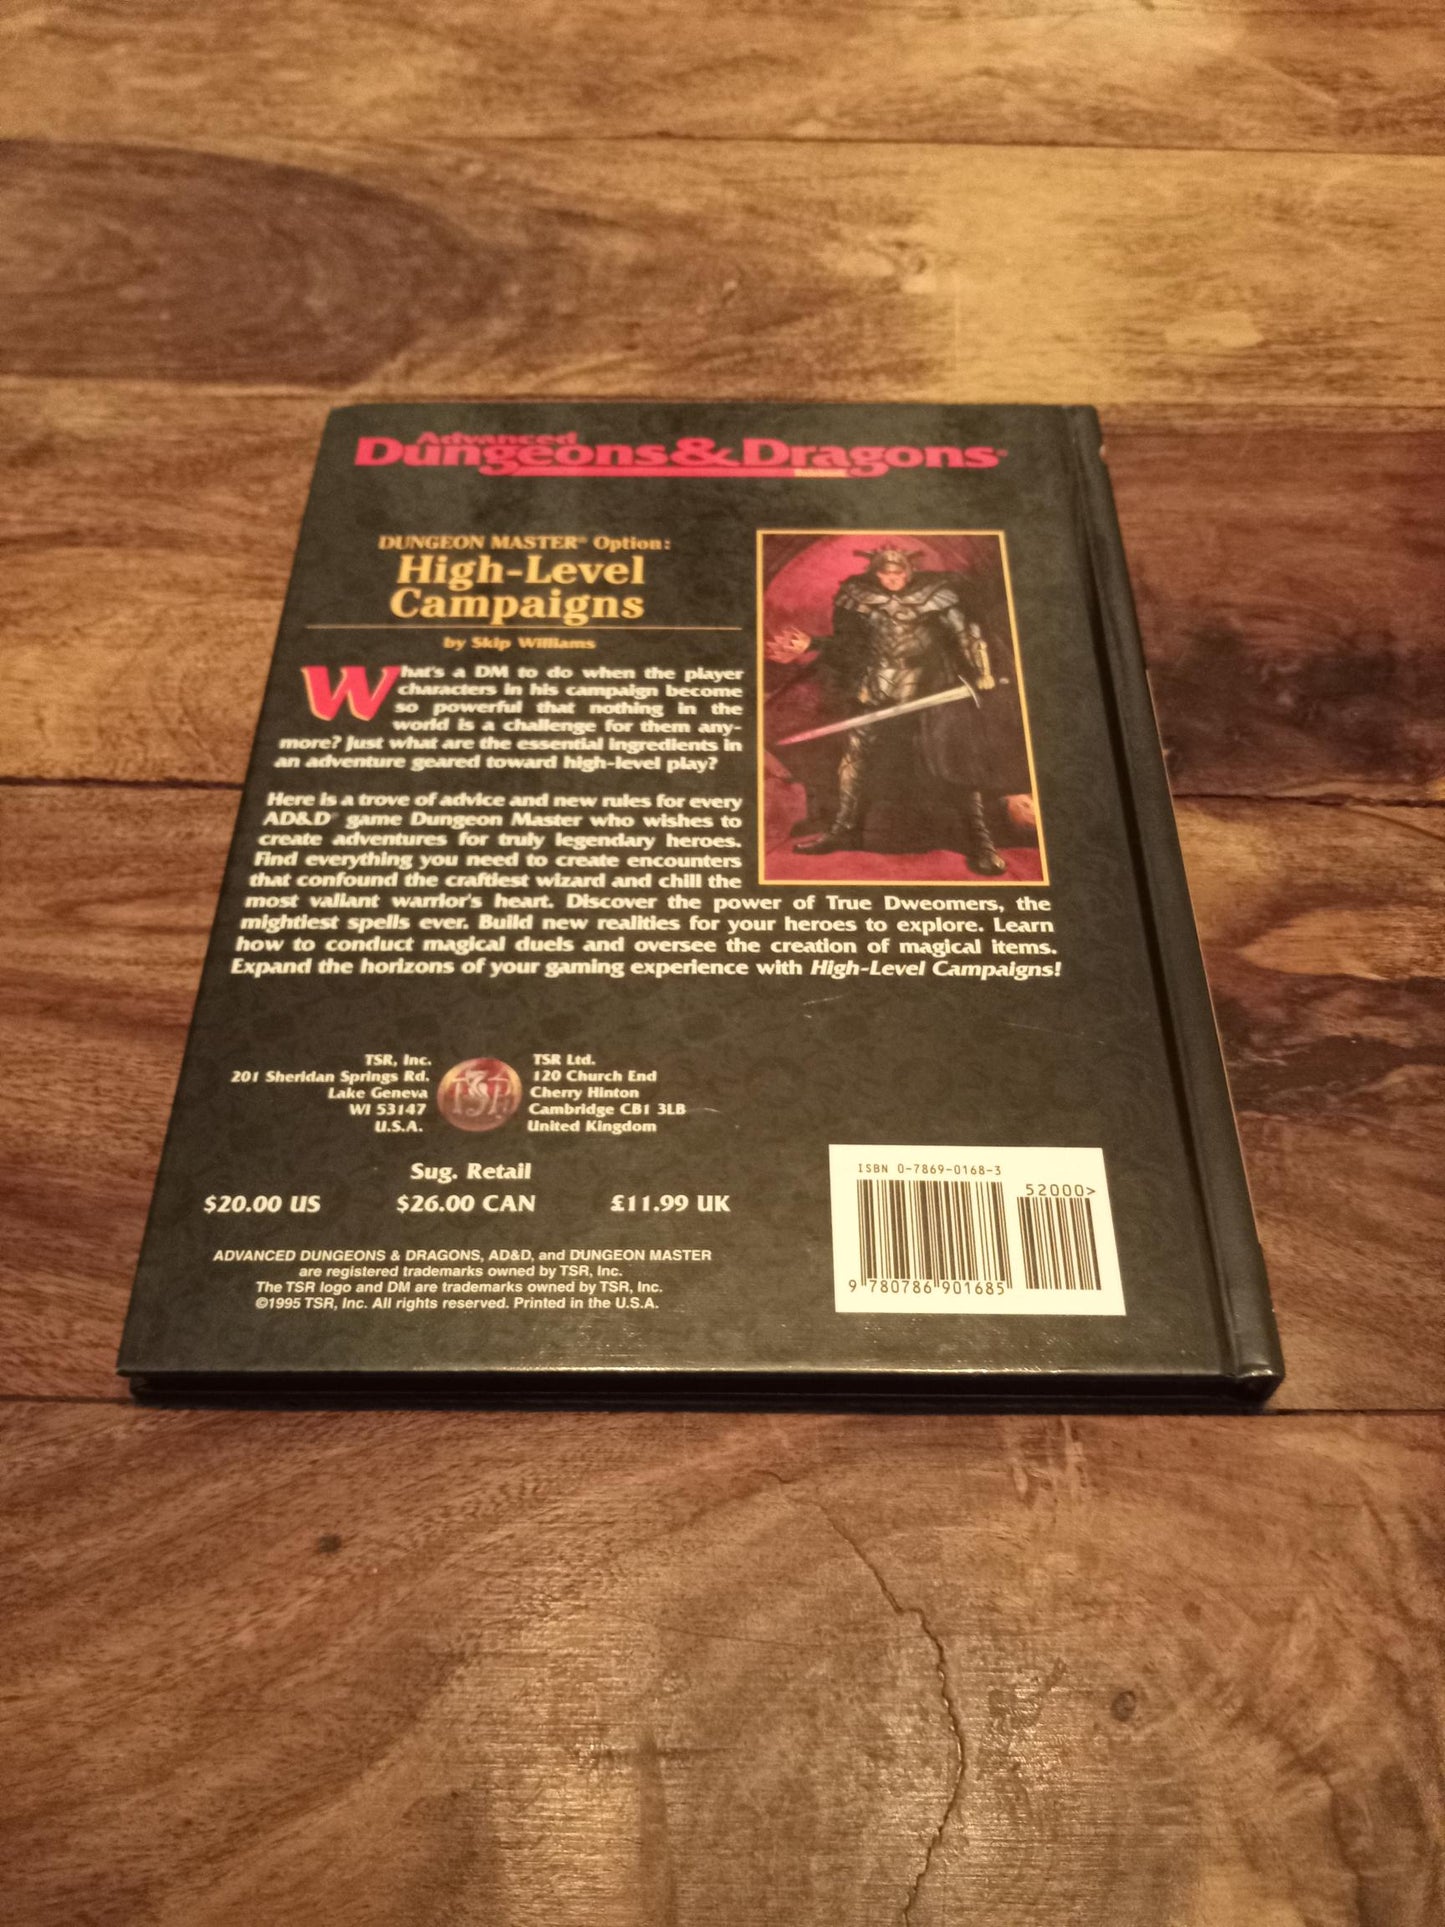 Advanced
Dungeons & Dragons®
DUNGEON MASTER® Option:
High-Level
Campaigns
by Skip Williams
What's a DM to do when the player
characters in his campaign become
so powerful that nothing in the
world is a challenge for them any-
more? Just what are the essential ingredients in
an adventure geared toward high-level play?
Here is a trove of advice and new rules for every
AD&D® game Dungeon Master who wishes to
create adventures for truly legendary heroes.
Find everything you need to create encounters
that confound the craftiest wizard and chill the
most valiant warrior's heart. Discover the power of True Dweomers, the
mightiest spells ever. Build new realities for your heroes to explore. Learn
how to conduct magical duels and oversee the creation of magical items.
Expand the horizons of your gaming experience with High-Level Campaigns!
TSR, Inc.
201 Sheridan Springs Rd.
Lake Geneva
WI 53147
U.S.A.
TSR
TSR Ltd.
120 Church End
Cherry Hinton
Cambridge CB1 3LB
United Kingdom
Sug. Retail
$20.00 US $26.00 CAN £11.99 UK
ADVANCED DUNGEONS & DRAGONS, AD&D, and DUNGEON MASTER
are registered trademarks owned by TSR, Inc.
The TSR logo and DM are trademarks owned by TSR, Inc.
©1995 TSR, Inc. All rights reserved. Printed in the U.S.A.
ISBN 0-7869-0168-3
52000>
9 780786 901685